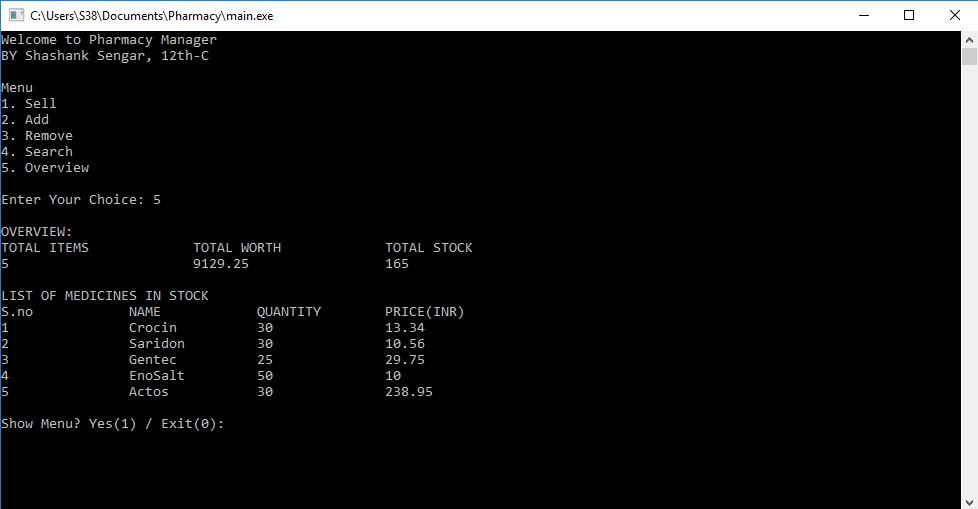 C:\Users\S38\Documents\Pharmacy\main.exe
Welcome to Pharmacy Manager
BY Shashank Sengar, 12th-C
Menu
1. Sell
2. Add
3. Remove
4. Search
5. Overview
Enter Your Choice: 5
OVERVIEW:
TOTAL ITEMS TOTAL WORTH TOTAL STOCK
5 9129.25 165
LIST OF MEDICINES IN STOCK
S.no NAME QUANTITY PRICE(INR)
1 Crocin 30 13.34
2 Saridon 30 10.56
3 Gentec 25 29.75
4 EnoSalt 50 10
5 Actos 30 238.95
Show Menu? Yes(1) / Exit(0):